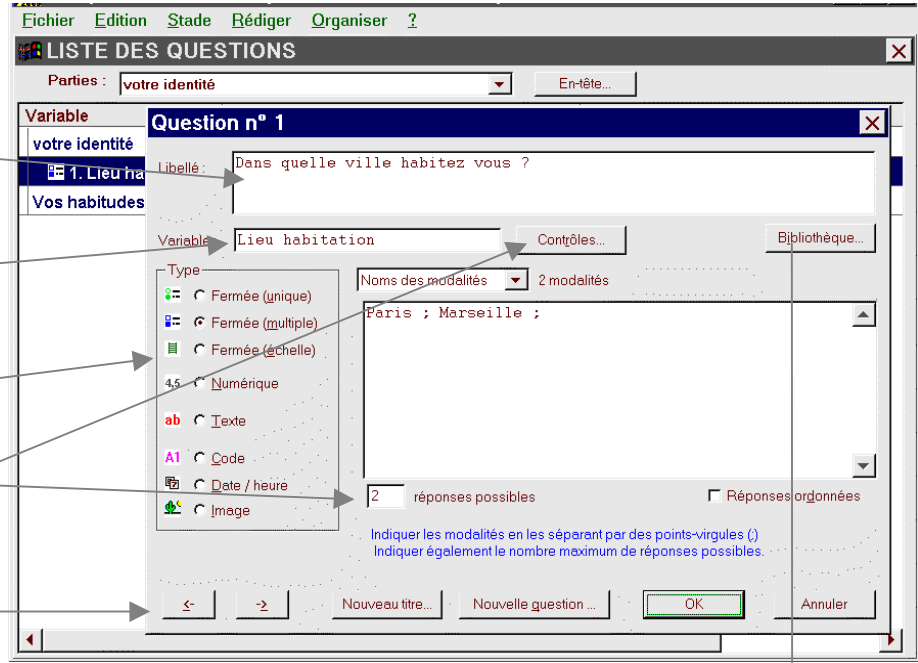 Fichier Edition Stade Rédiger Organiser ?
LISTE DES QUESTIONS
Parties : votre identité En-tête...
Variable
votre identité
1. Lieu ha
Vos habitudes
Question n° 1
Libellé : Dans quelle ville habitez vous ?
Variable Lieu habitation Contrôles... Bibliothèque...
Type
Noms des modalités 2 modalités
Fermée (unique)
Fermée (multiple)
Fermée (échelle)
4,5 Numérique
ab Texte
A1 Code
Date / heure
Image
Paris ; Marseille ;
2 réponses possibles Réponses ordonnées
Indiquer les modalités en les séparant par des points-virgules (;)
Indiquer également le nombre maximum de réponses possibles.
<- -> Nouveau titre... Nouvelle question ... OK Annuler